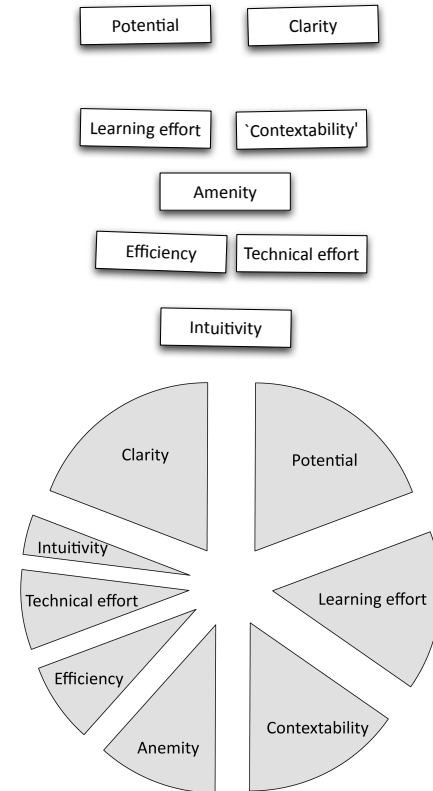 Potential
Clarity
Learning effort
`Contextability'
Amenity
Efficiency
Technical effort
Intuitivity
Clarity
Potential
Intuitivity
Technical effort
Learning effort
Efficiency
Contextability
Anemity